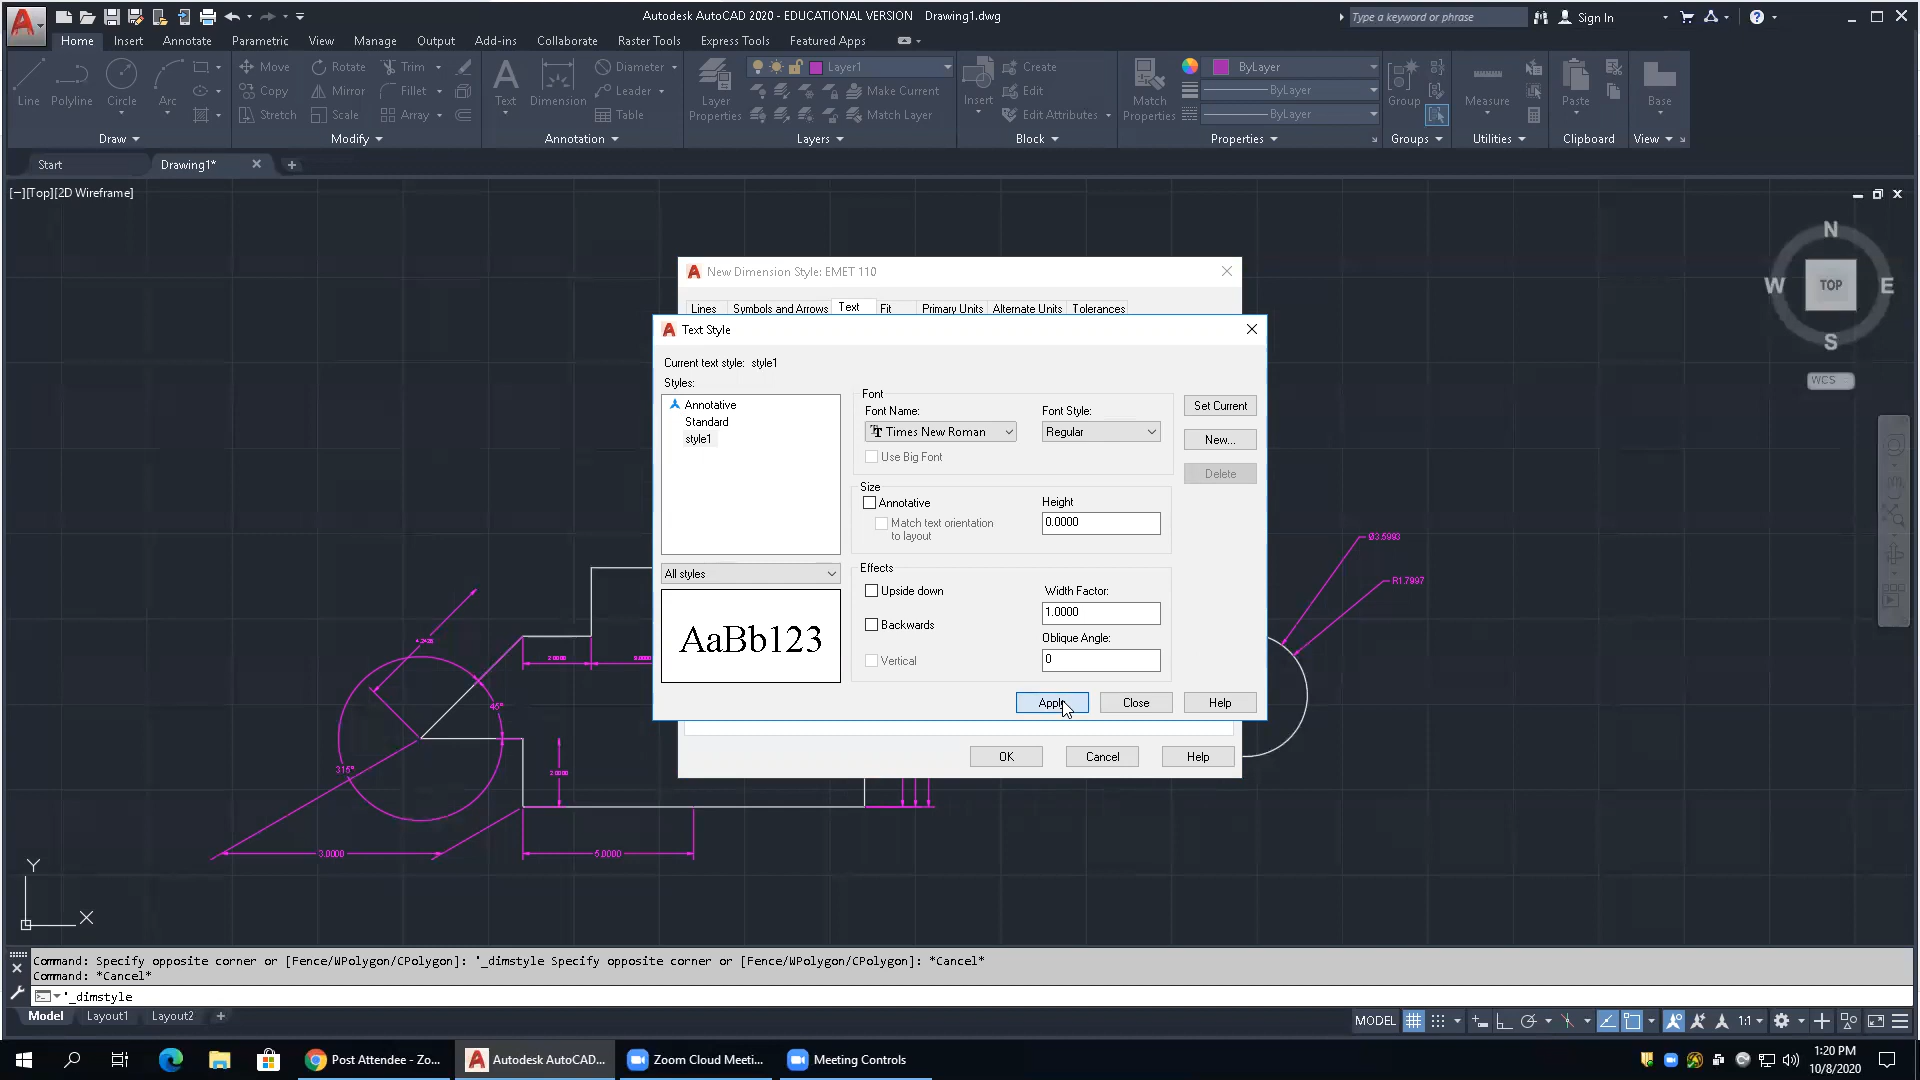 Autodesk AutoCAD 2020 - EDUCATIONAL VERSION Drawing1.dwg
Type a keyword or phrase
Sign In
Home Insert Annotate Parametric View Manage Output Add-ins Collaborate Raster Tools Express Tools Featured Apps
Line Polyline Circle Arc
Move Rotate Trim
Copy Mirror Fillet
Stretch Scale Array
Text Dimension
Diameter
Leader
Table
Layer Properties
Layer1
Make Current
Match Layer
Insert
Create
Edit
Edit Attributes
Match Properties
ByLayer
ByLayer
ByLayer
Group
Measure
Paste
Base
Draw Modify Annotation Layers Block Properties Groups Utilities Clipboard View
Start Drawing1*
[−][Top][2D Wireframe]
N
W TOP E
S
WCS
New Dimension Style: EMET 110
Lines Symbols and Arrows Text Fit Primary Units Alternate Units Tolerances
Text Style
Current text style: style1
Styles:
Annotative
Standard
style1
All styles
AaBb123
Font
Font Name:
Times New Roman
Font Style:
Regular
Use Big Font
Size
Annotative
Match text orientation
to layout
Height
0.0000
Effects
Upside down
Backwards
Vertical
Width Factor:
1.0000
Oblique Angle:
0
Set Current
New...
Delete
Apply Close Help
OK Cancel Help
Ø3.5993
R1.7997
2.0000
45°
315°
2.0000
3.0000
5.0000
Y
X
Command: Specify opposite corner or [Fence/WPolygon/CPolygon]: '_dimstyle Specify opposite corner or [Fence/WPolygon/CPolygon]: *Cancel*
Command: *Cancel*
'_dimstyle
Model Layout1 Layout2
MODEL
1:1
Post Attendee - Zo...
Autodesk AutoCAD...
Zoom Cloud Meeti...
Meeting Controls
1:20 PM
10/8/2020